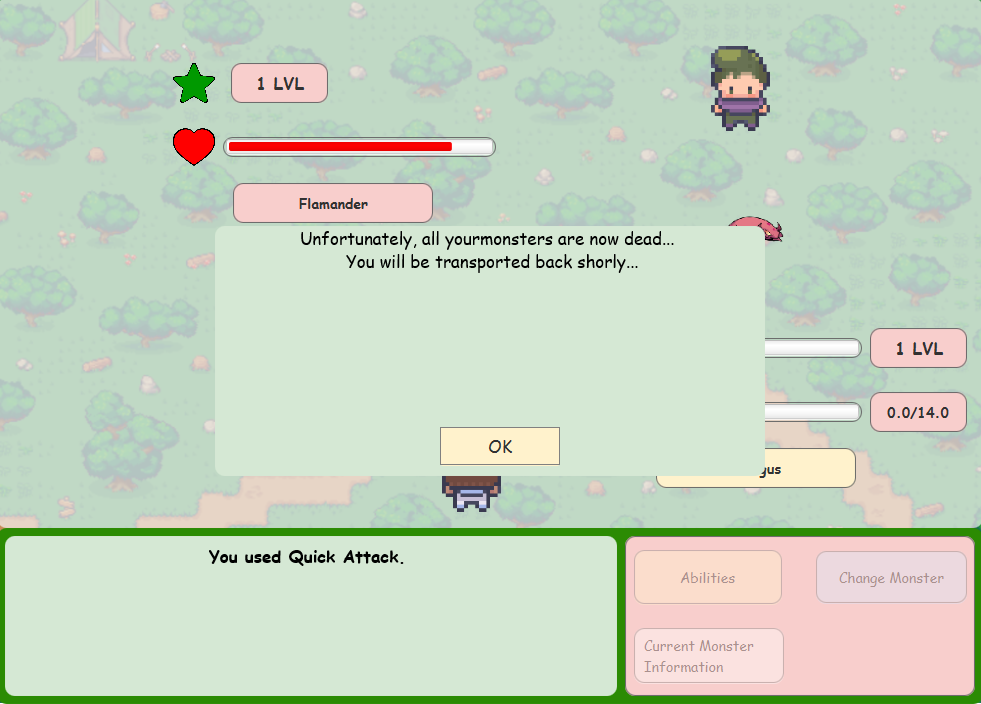 1 LVL
Flamander
Unfortunately, all yourmonsters are now dead...
You will be transported back shorly...
1 LVL
0.0/14.0
OK
You used Quick Attack.
Abilities
Change Monster
Current Monster
Information